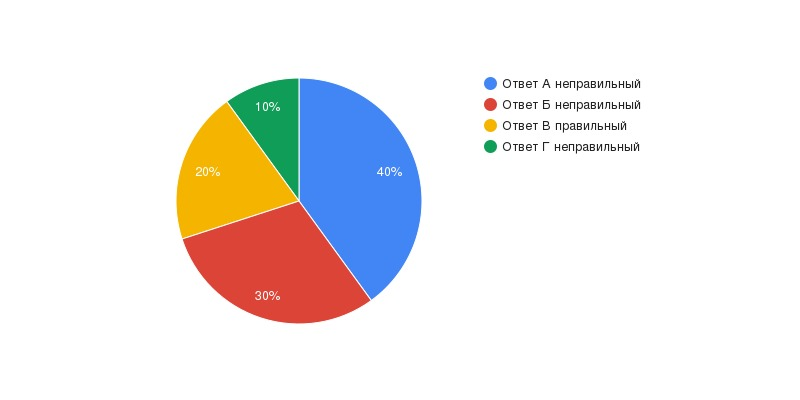 10%
20%
40%
30%
Ответ А неправильный
Ответ Б неправильный
Ответ В правильный
Ответ Г неправильный